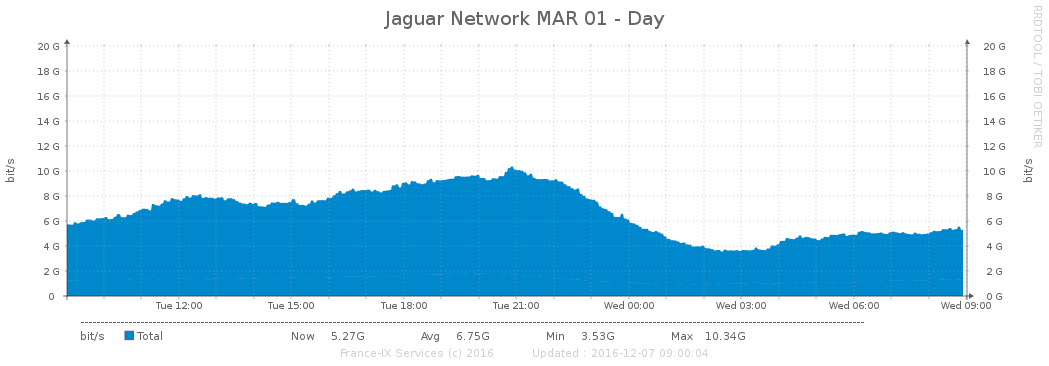 Jaguar Network MAR 01 - Day
RRDTOOL / TOBI OETIKER
20 G 20 G
18 G 18 G
16 G 16 G
14 G 14 G
12 G 12 G
10 G 10 G
8 G 8 G
6 G 6 G
4 G 4 G
2 G 2 G
0 0 G
bit/s bit/s
Tue 12:00 Tue 15:00 Tue 18:00 Tue 21:00 Wed 00:00 Wed 03:00 Wed 06:00 Wed 09:00
bit/s Total Now 5.27G Avg 6.75G Min 3.53G Max 10.34G
France-IX Services (c) 2016 Updated : 2016-12-07 09:00:04